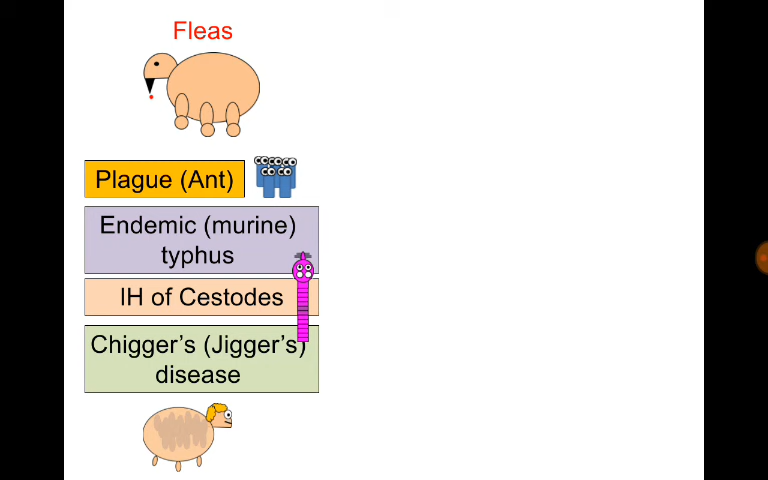 Fleas
Plague (Ant)
Endemic (murine)
typhus
IH of Cestodes
Chigger's (Jigger's)
disease